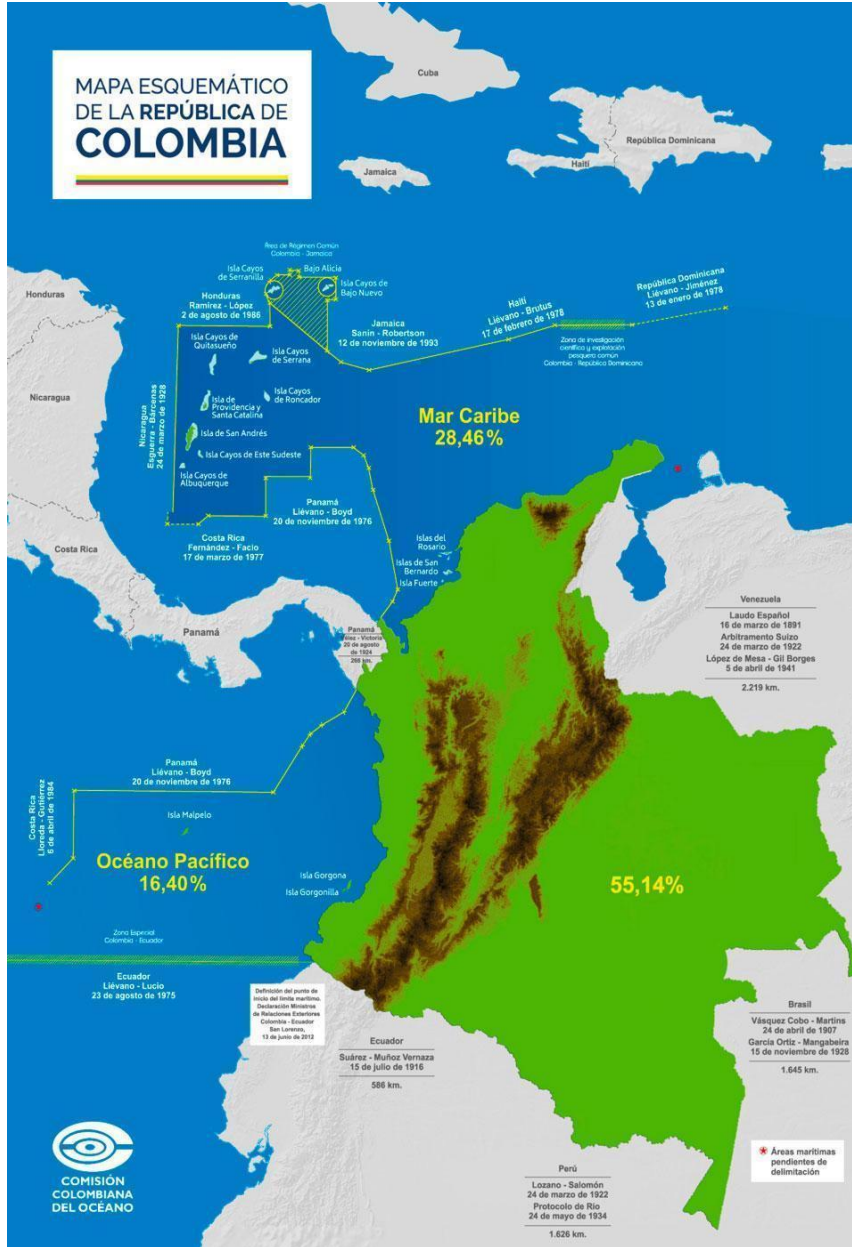 MAPA ESQUEMÁTICO
DE LA REPÚBLICA DE
COLOMBIA
Cuba
República Dominicana
Haití
Jamaica
Área de Régimen Común
Colombia - Jamaica
Isla Cayos
de Serranilla
Bajo Alicia
Isla Cayos de
Bajo Nuevo
Honduras
Honduras
Ramírez - López
2 de agosto de 1986
Jamaica
Sanín - Robertson
12 de noviembre de 1993
Haití
Liévano - Brutus
17 de febrero de 1978
República Dominicana
Liévano - Jiménez
13 de enero de 1978
Zona de investigación
científica y exploración
pesquera común
Colombia - República Dominicana
Isla Cayos de
Quitasueño
Isla Cayos
de Serrana
Isla Cayos
de Roncador
Isla de
Providencia y
Santa Catalina
Isla de San Andrés
Isla Cayos de Este Sudeste
Isla Cayos de
Albuquerque
Nicaragua
Nicaragua
Esguerra - Bárcenas
24 de marzo de 1928
Mar Caribe
28,46%
Panamá
Liévano - Boyd
20 de noviembre de 1976
Costa Rica
Fernández - Facio
17 de marzo de 1977
Costa Rica
Islas del
Rosario
Islas de San
Bernardo
Isla Fuerte
Panamá
Panamá
Vélez - Victoria
20 de agosto
de 1924
266 km.
Venezuela
Laudo Español
16 de marzo de 1891
Arbitramento Suizo
24 de marzo de 1922
López de Mesa - Gil Borges
5 de abril de 1941
2.219 km.
Panamá
Liévano - Boyd
20 de noviembre de 1976
Costa Rica
Lloreda - Gutiérrez
6 de abril de 1984
Isla Malpelo
Océano Pacífico
16,40%
Isla Gorgona
Isla Gorgonilla
55,14%
Zona Especial
Colombia - Ecuador
Ecuador
Liévano - Lucio
23 de agosto de 1975
Definición del punto de
inicio del límite marítimo.
Declaración Ministros
de Relaciones Exteriores
Colombia - Ecuador
San Lorenzo,
13 de junio de 2012
Ecuador
Suárez - Muñoz Vernaza
15 de julio de 1916
586 km.
Brasil
Vásquez Cobo - Martins
24 de abril de 1907
García Ortiz - Mangabeira
15 de noviembre de 1928
1.645 km.
Perú
Lozano - Salomón
24 de marzo de 1922
Protocolo de Río
24 de mayo de 1934
1.626 km.
Áreas marítimas
pendientes de
delimitación
COMISIÓN
COLOMBIANA
DEL OCÉANO